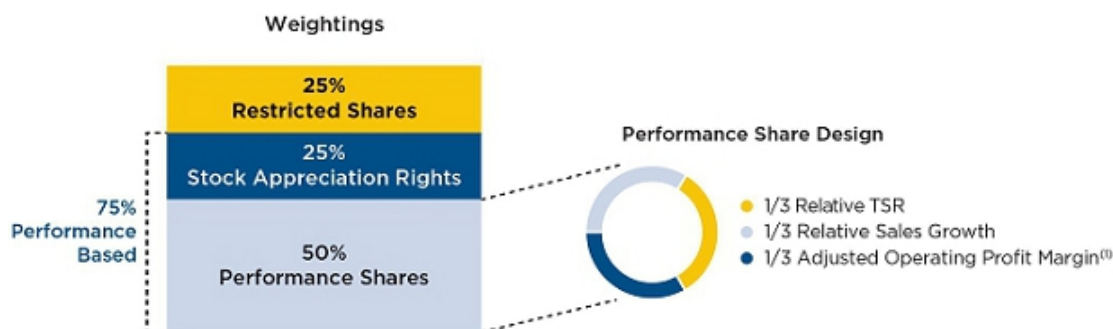 Weightings
25%
Restricted Shares
25%
Stock Appreciation Rights
75%
Performance
Based
50%
Performance Shares
Performance Share Design
1/3 Relative TSR
1/3 Relative Sales Growth
1/3 Adjusted Operating Profit Margin(1)